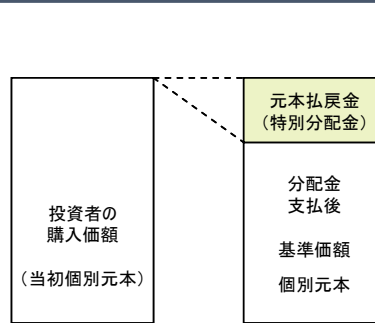 投資者の
購入価額
(当初個別元本)
元本払戻金
(特別分配金)
分配金
支払後
基準価額
個別元本